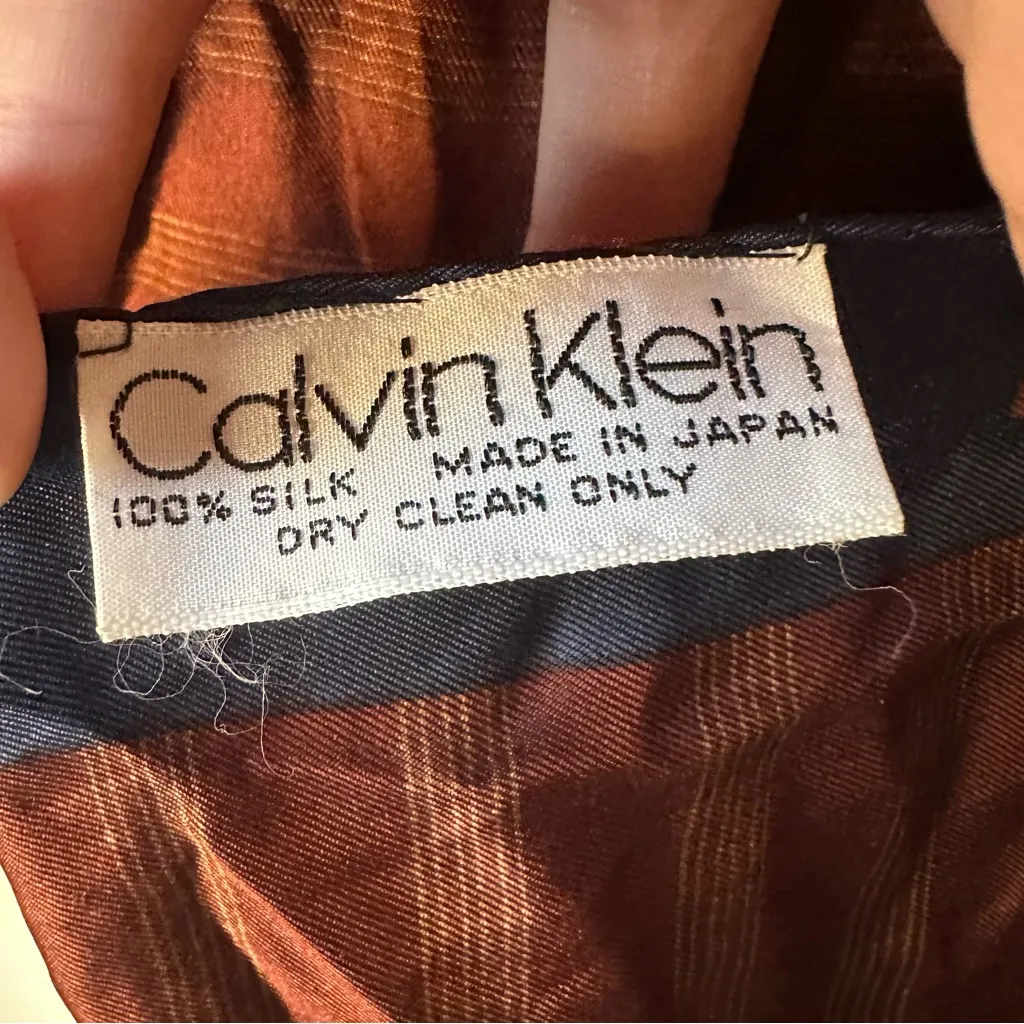 Calvin Klein
100% SILK MADE IN JAPAN
DRY CLEAN ONLY